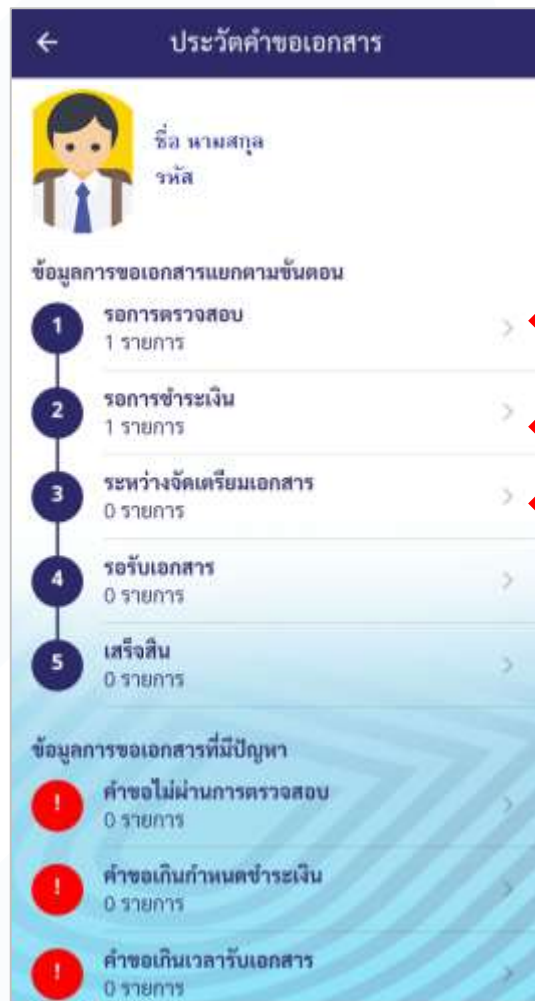 ประวัตคำขอเอกสาร
ชื่อ นามสกุล
รหัส
ข้อมูลการขอเอกสารแยกตามขั้นตอน
1
รอการตรวจสอบ
1 รายการ
2
รอการชำระเงิน
1 รายการ
3
ระหว่างจัดเตรียมเอกสาร
0 รายการ
4
รอรับเอกสาร
0 รายการ
5
เสร็จสิน
0 รายการ
ข้อมูลการขอเอกสารที่มีปัญหา
!
คำขอไม่ผ่านการตรวจสอบ
0 รายการ
!
คำขอเกินกำหนดชำระเงิน
0 รายการ
!
คำขอเกินเวลารับเอกสาร
0 รายการ